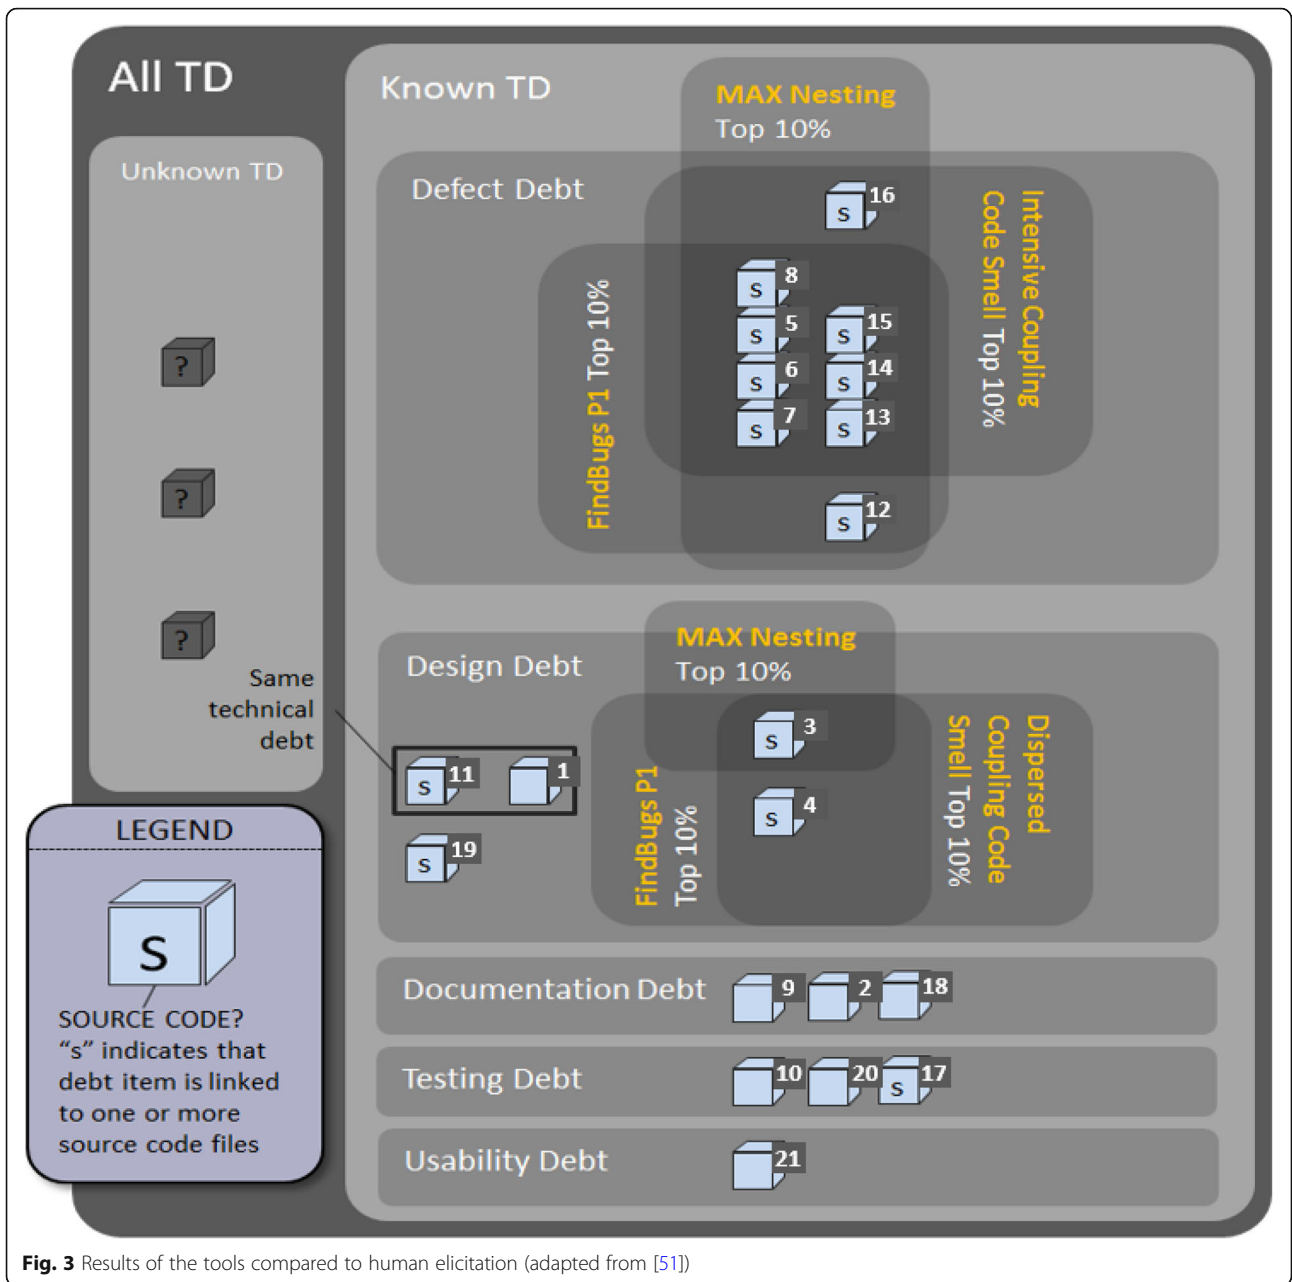 All TD
Known TD
Unknown TD
MAX Nesting
Top 10%
Defect Debt
16
Intensive Coupling
Code Smell Top 10%
FindBugs P1 Top 10%
8
5
15
6
14
7
13
12
?
?
?
Same
technical
debt
MAX Nesting
Top 10%
Design Debt
s 11
1
s 19
s 3
s 4
FindBugs P1
Top 10%
Dispersed
Coupling Code
Smell Top 10%
Documentation Debt
9 2 18
Testing Debt
10 20 s 17
Usability Debt
21
LEGEND
s
SOURCE CODE?
“s” indicates that
debt item is linked
to one or more
source code files
Fig. 3 Results of the tools compared to human elicitation (adapted from [51])